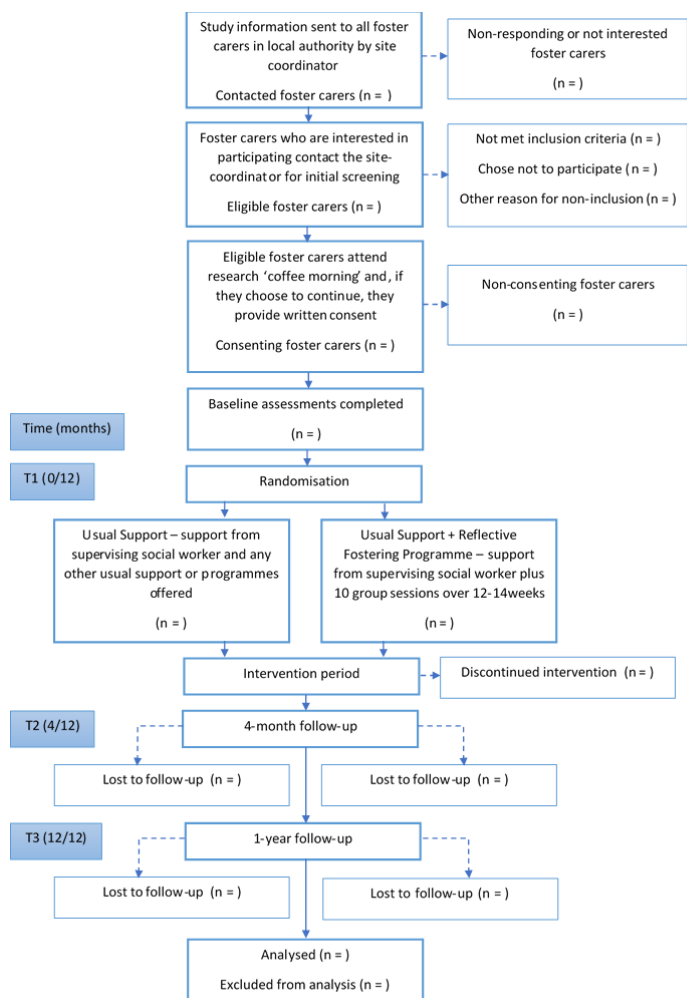 Study information sent to all foster
carers in local authority by site
coordinator
Contacted foster carers (n = )
Non-responding or not interested
foster carers
(n = )
Foster carers who are interested in
participating contact the site-
coordinator for initial screening
Eligible foster carers (n = )
Not met inclusion criteria (n = )
Chose not to participate (n = )
Other reason for non-inclusion (n = )
Eligible foster carers attend
research ‘coffee morning’ and, if
they choose to continue, they
provide written consent
Consenting foster carers (n = )
Non-consenting foster carers
(n = )
Baseline assessments completed
(n = )
Time (months)
T1 (0/12)
Randomisation
Usual Support – support from
supervising social worker and any
other usual support or programmes
offered
(n = )
Usual Support + Reflective
Fostering Programme – support
from supervising social worker plus
10 group sessions over 12-14weeks
(n = )
Intervention period
Discontinued intervention (n = )
T2 (4/12)
4-month follow-up
Lost to follow-up (n = )
Lost to follow-up (n = )
T3 (12/12)
1-year follow-up
Lost to follow-up (n = )
Lost to follow-up (n = )
Analysed (n = )
Excluded from analysis (n = )